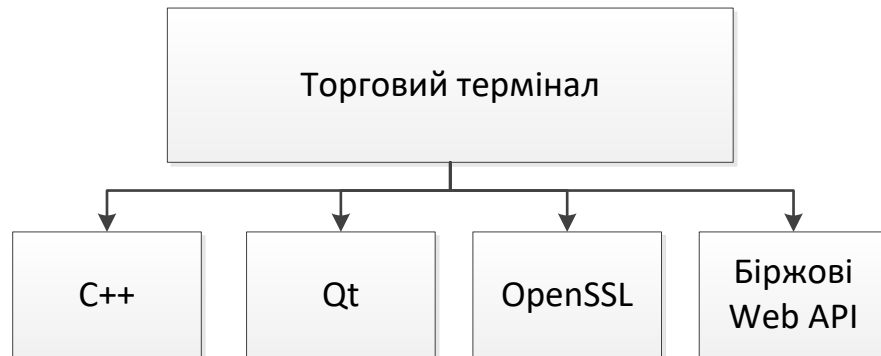 Торговий термінал
C++
Qt
OpenSSL
Біржові
Web API